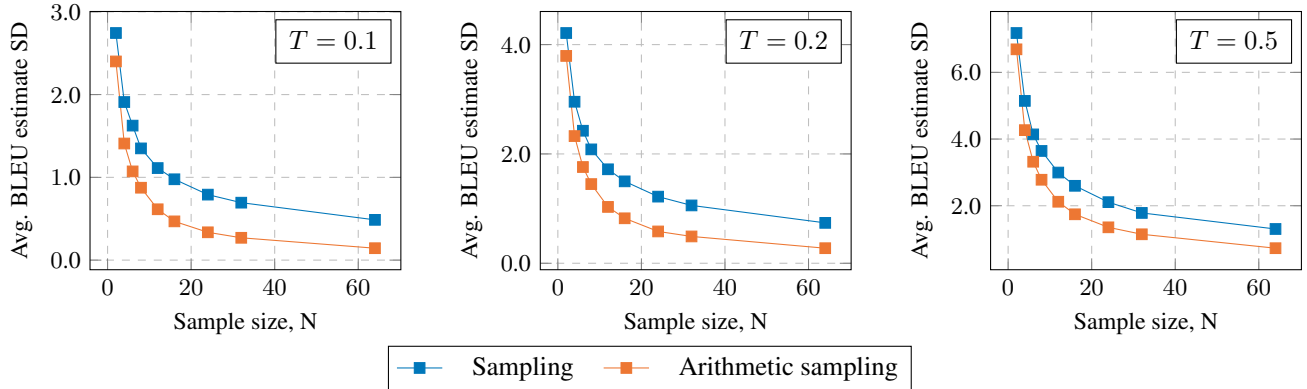 Avg. BLEU estimate SD
3.0
2.0
1.0
0.0
T = 0.1
0 20 40 60
Sample size, N
Avg. BLEU estimate SD
4.0
2.0
0.0
T = 0.2
0 20 40 60
Sample size, N
Avg. BLEU estimate SD
6.0
4.0
2.0
T = 0.5
0 20 40 60
Sample size, N
Sampling Arithmetic sampling